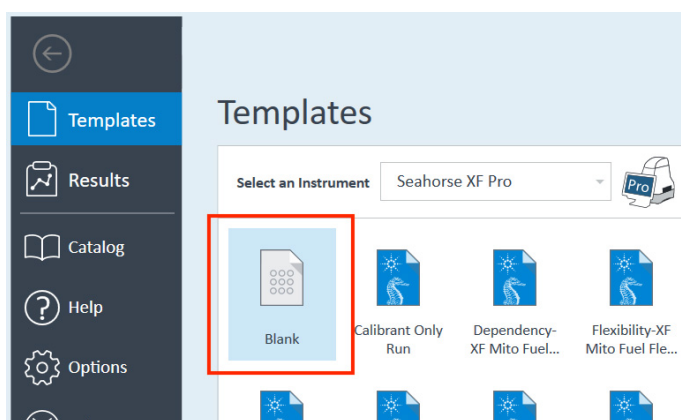 Templates
Results
Catalog
Help
Options
Templates
Select an Instrument
Seahorse XF Pro
Pro
Blank
Calibrant Only
Run
Dependency-
XF Mito Fuel...
Flexibility-XF
Mito Fuel Fle...